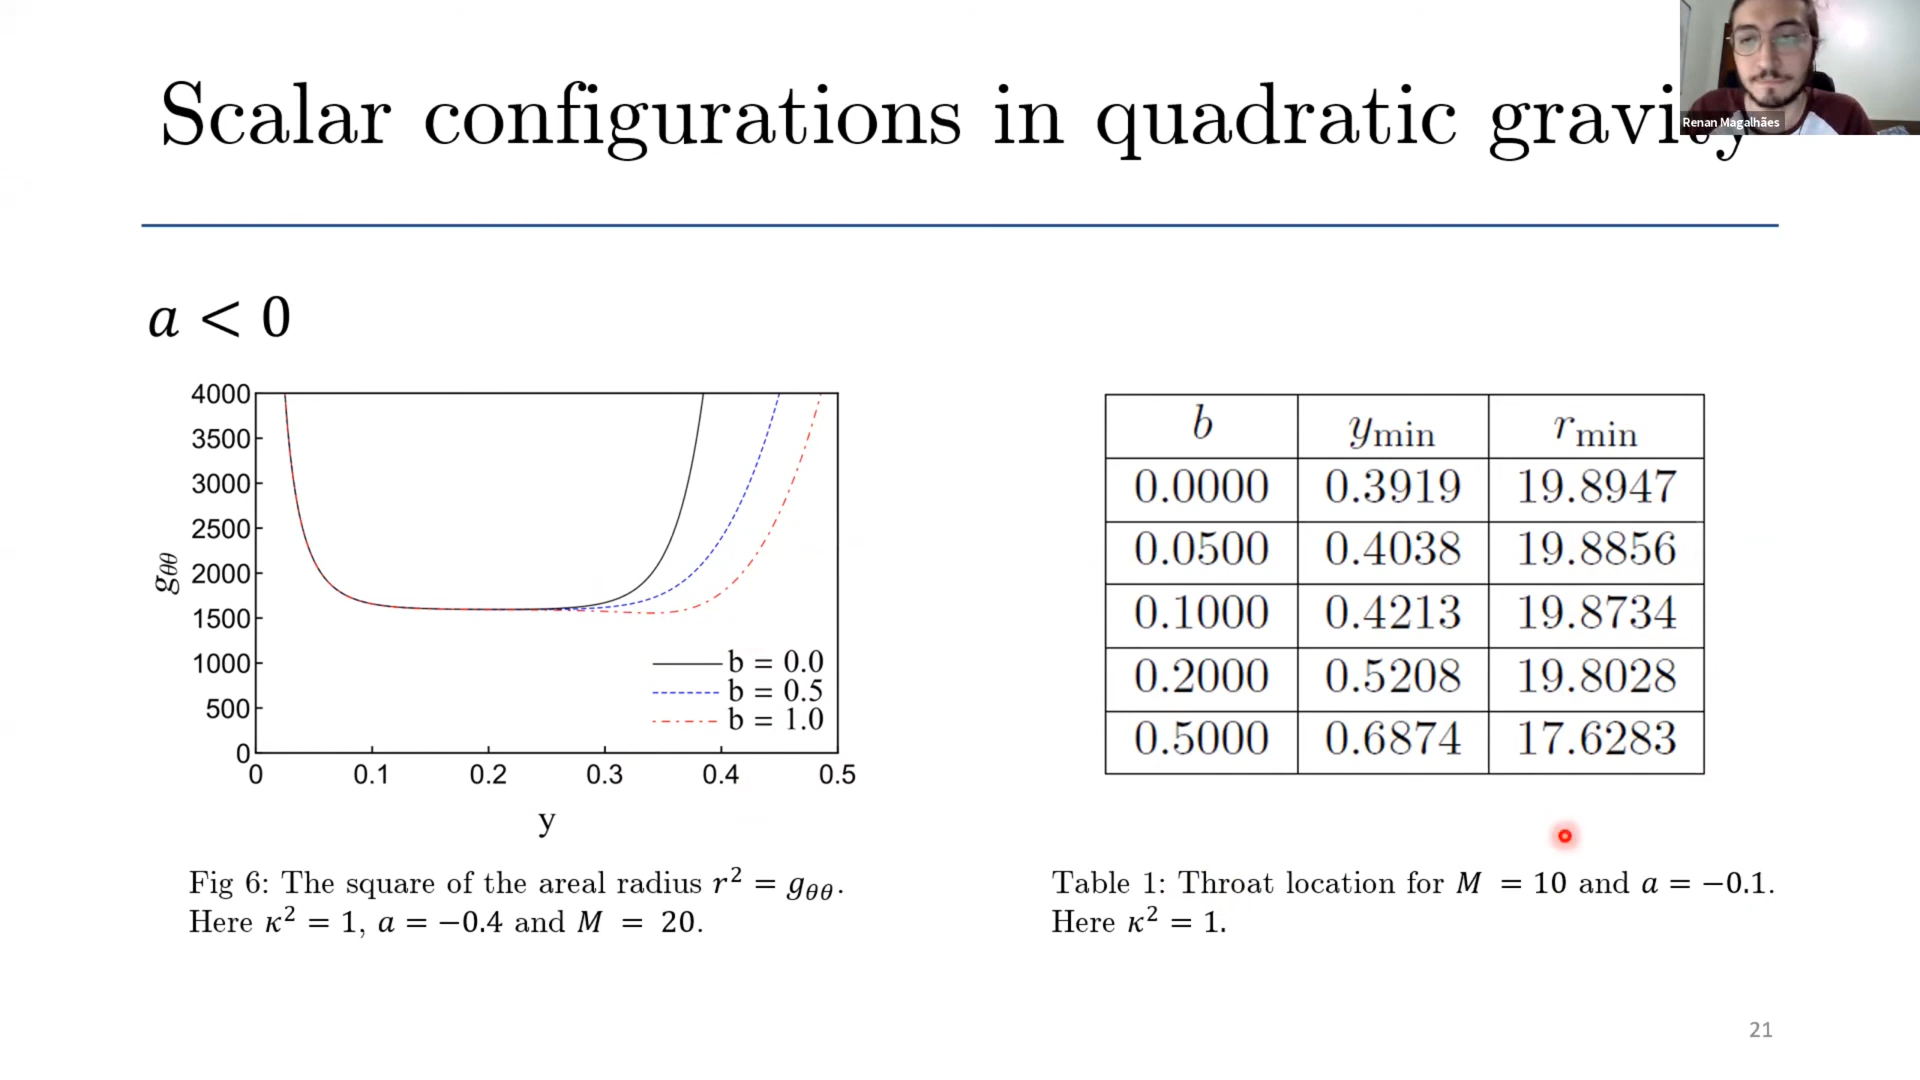 Scalar configurations in quadratic gravity
Renan Magalhães
a < 0
4000
3500
3000
2500
2000
1500
1000
500
0
g_θθ
0 0.1 0.2 0.3 0.4 0.5
y
b = 0.0
b = 0.5
b = 1.0
Fig 6: The square of the areal radius r² = g_θθ.
Here κ² = 1, a = −0.4 and M = 20.
b y_min r_min
0.0000 0.3919 19.8947
0.0500 0.4038 19.8856
0.1000 0.4213 19.8734
0.2000 0.5208 19.8028
0.5000 0.6874 17.6283
Table 1: Throat location for M = 10 and a = −0.1.
Here κ² = 1.
21